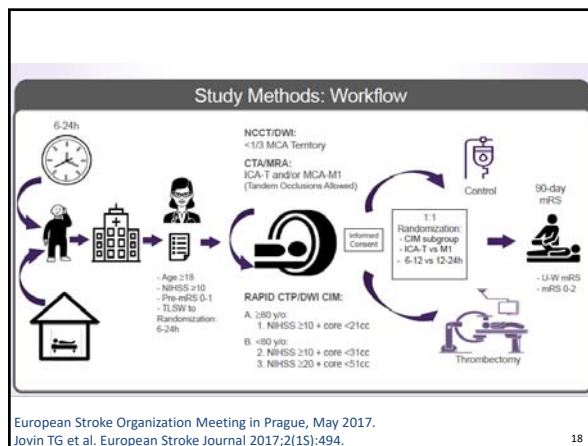 Study Methods: Workflow
6-24h
- Age ≥18
- NIHSS ≥10
- Pre-mRS 0-1
- TLSW to
Randomization:
6-24h
NCCT/DWI:
<1/3 MCA Territory
CTA/MRA:
ICA-T and/or MCA-M1
(Tandem Occlusions Allowed)
RAPID CTP/DWI CIM:
A. ≥80 y/o:
1. NIHSS ≥10 + core <21cc
B. <80 y/o:
2. NIHSS ≥10 + core <31cc
3. NIHSS ≥20 + core <51cc
Informed
Consent
1:1
Randomization:
- CIM subgroup
- ICA-T vs M1
- 6-12 vs 12-24h
Control
Thrombectomy
90-day
mRS
- U-W mRS
- mRS 0-2
European Stroke Organization Meeting in Prague, May 2017.
Jovin TG et al. European Stroke Journal 2017;2(1S):494.
18